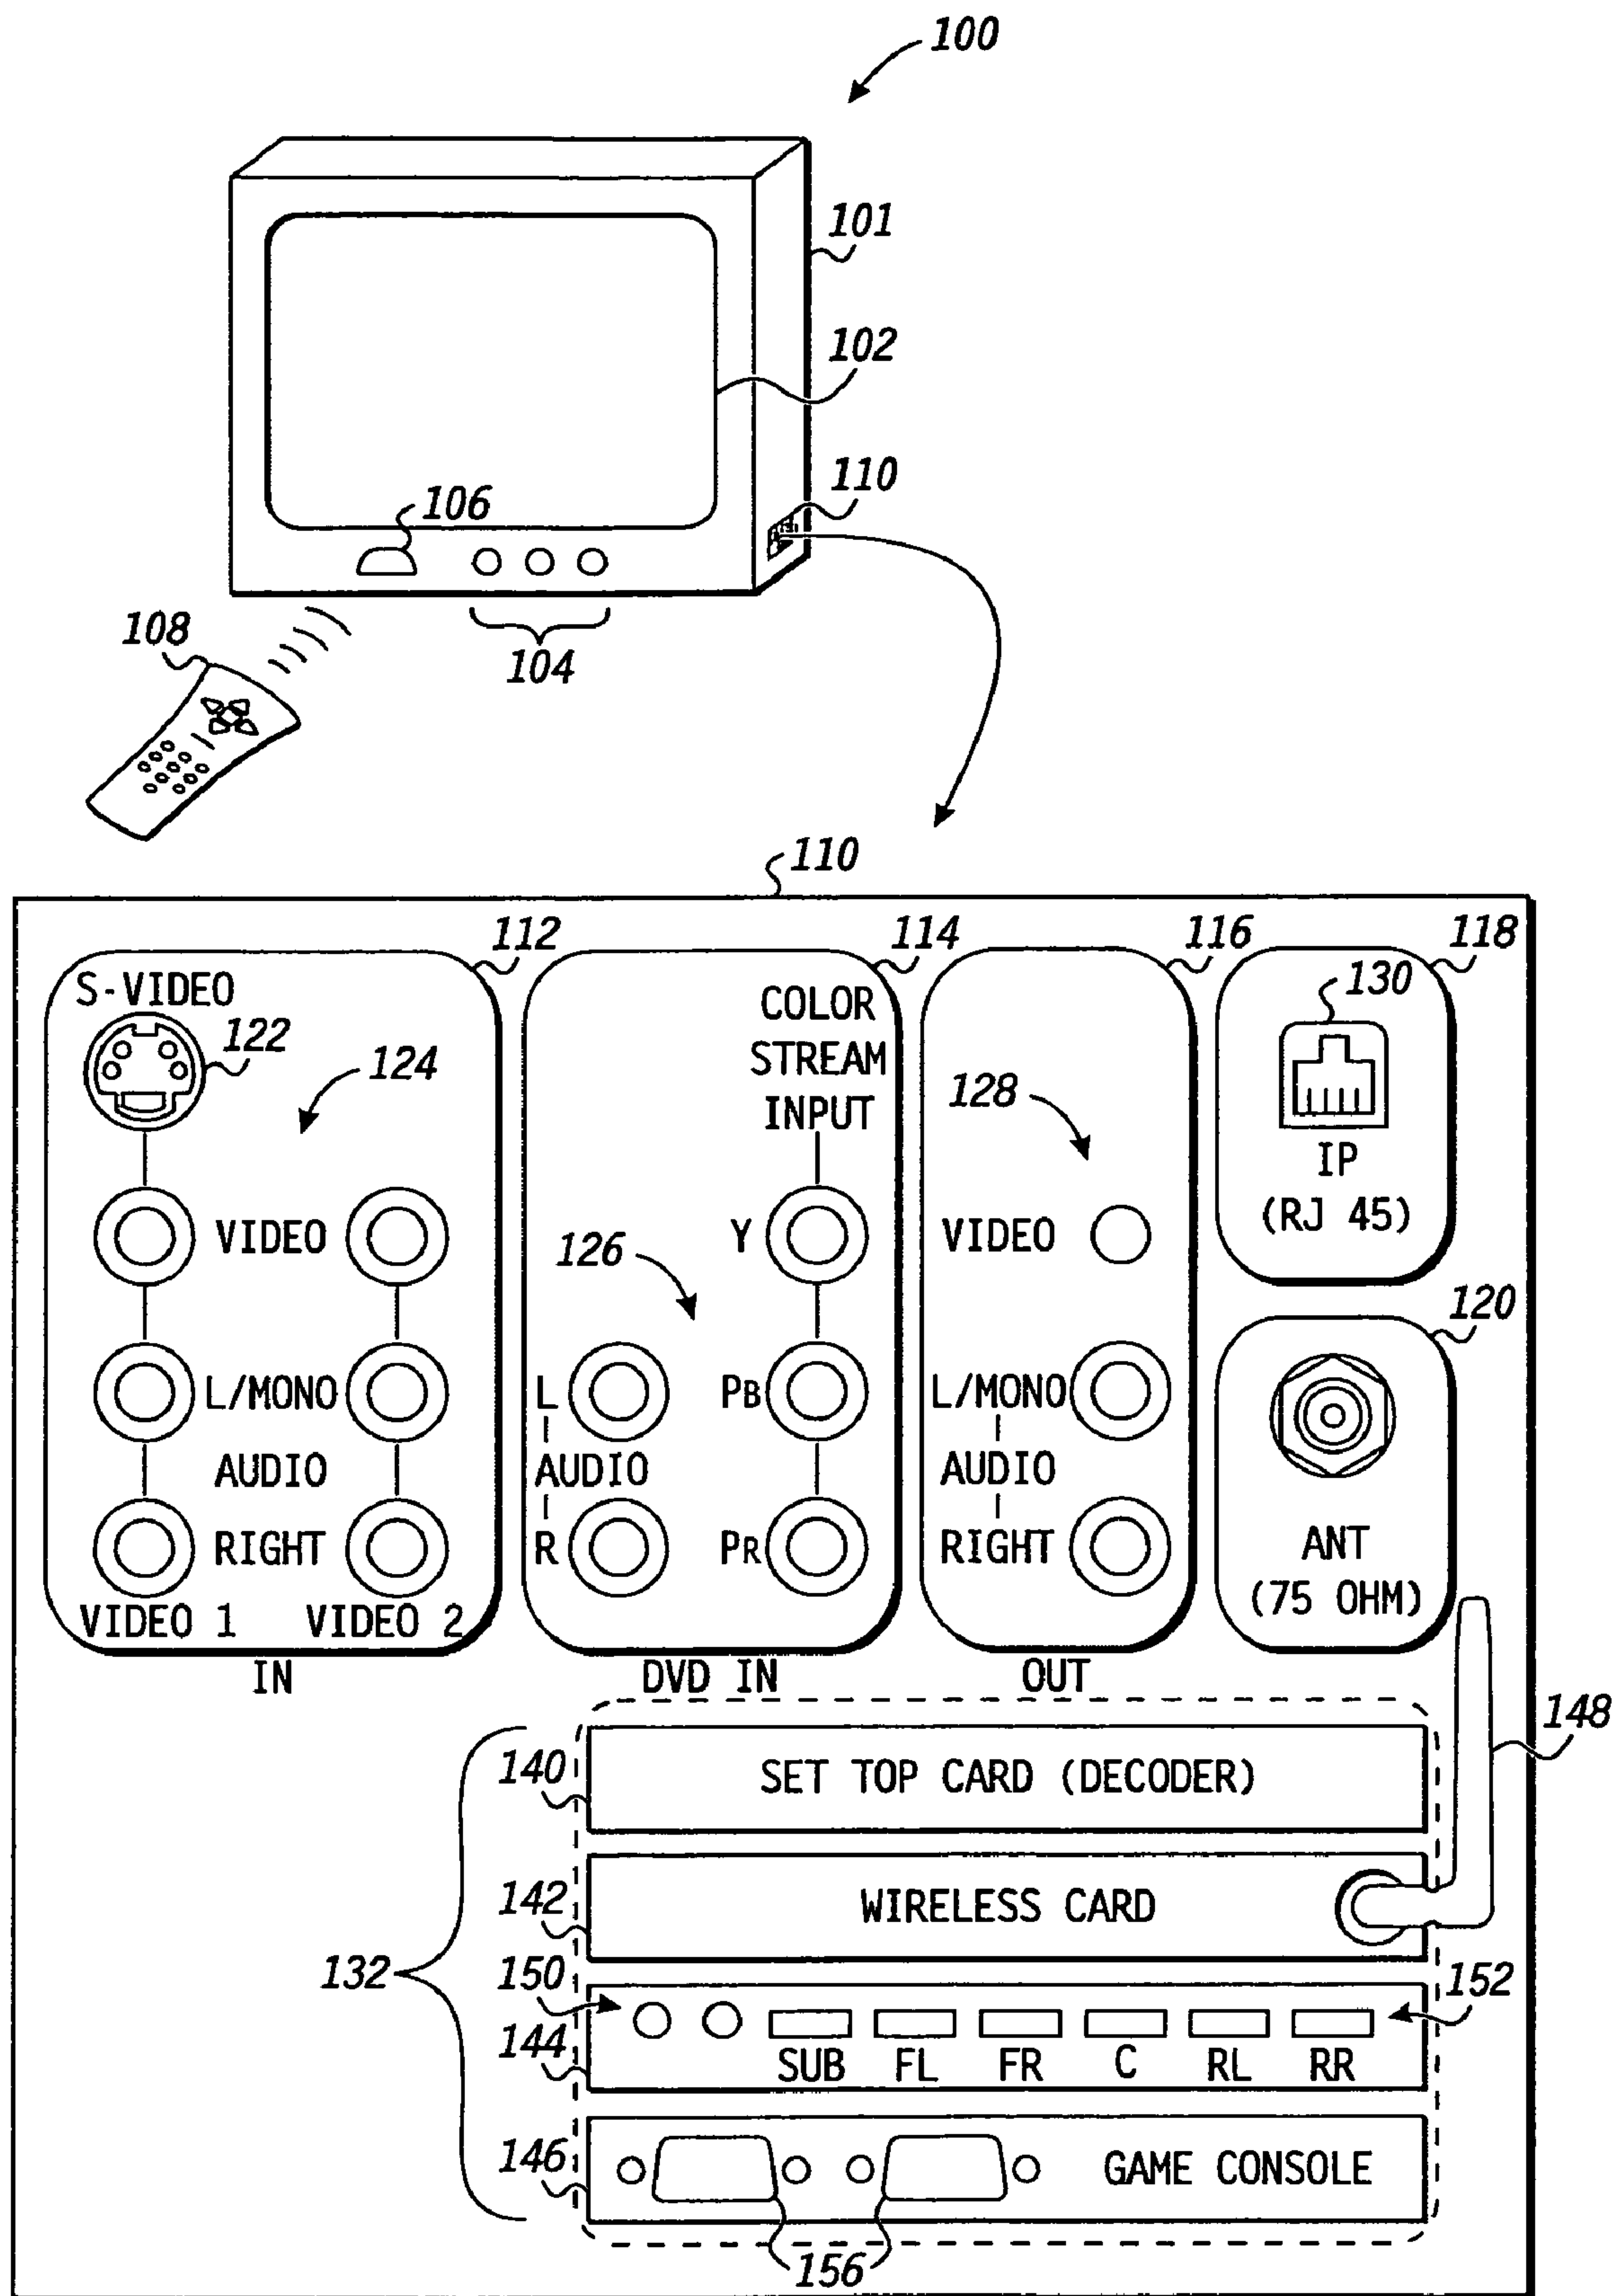 100
101
102
110
106
108
104
110
112
114
116
118
S-VIDEO
122
124
COLOR
STREAM
INPUT
128
130
IP
(RJ 45)
VIDEO
126
Y
VIDEO
120
L/MONO
L
PB
L/MONO
AUDIO
AUDIO
AUDIO
RIGHT
R
PR
RIGHT
ANT
(75 OHM)
VIDEO 1
VIDEO 2
IN
DVD IN
OUT
148
140
SET TOP CARD (DECODER)
142
WIRELESS CARD
132
150
152
144
SUB FL FR C RL RR
146
GAME CONSOLE
156